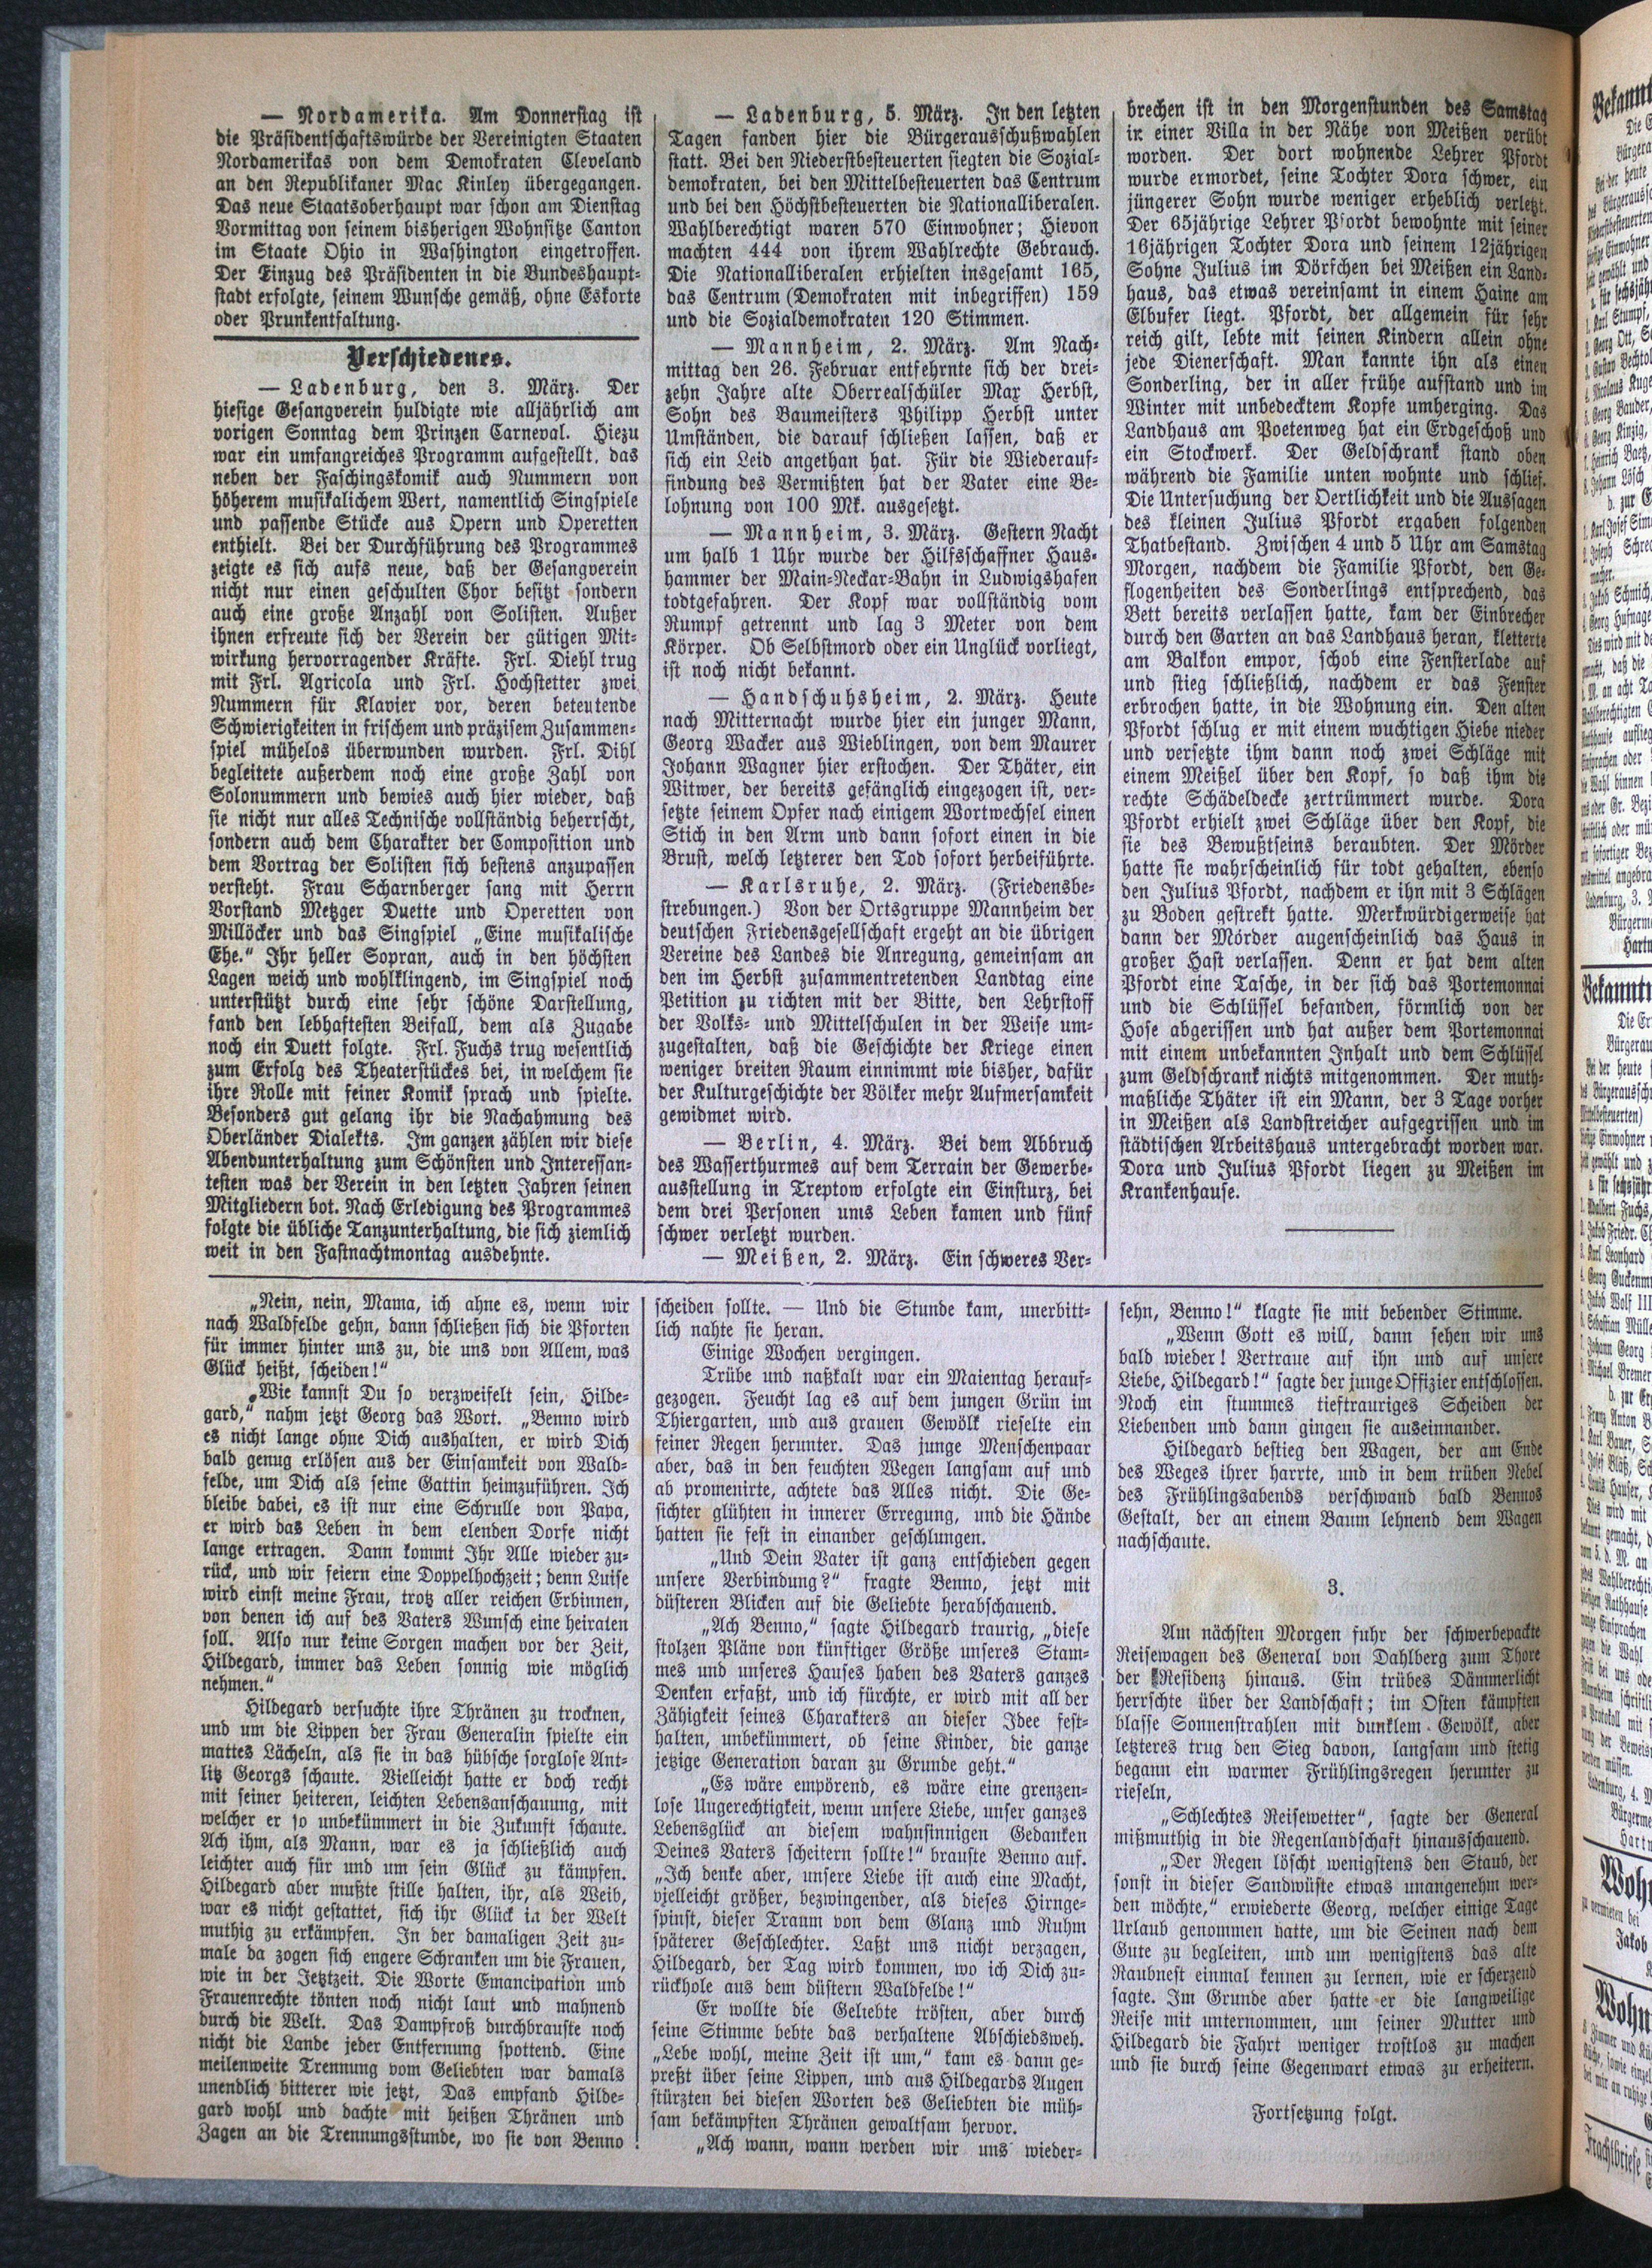 — Nordamerika. Am Donnerstag ist
die Präsidentschaftswürde der Vereinigten Staaten
Nordamerikas von dem Demokraten Cleveland
an den Republikaner Mac Kinley übergegangen.
Das neue Staatsoberhaupt war schon am Dienstag
Vormittag von seinem bisherigen Wohnsitze Canton
im Staate Ohio in Washington eingetroffen.
Der Einzug des Präsidenten in die Bundeshaupt-
stadt erfolgte, seinem Wunsche gemäß, ohne Eskorte
oder Prunkentfaltung.
Verschiedenes.
— Ladenburg, den 3. März. Der
hiesige Gesangverein huldigte wie alljährlich am
vorigen Sonntag dem Prinzen Carneval. Hiezu
war ein umfangreiches Programm aufgestellt, das
neben der Faschingskomik auch Nummern von
höherem musikalichem Wert, namentlich Singspiele
und passende Stücke aus Opern und Operetten
enthielt. Bei der Durchführung des Programmes
zeigte es sich aufs neue, daß der Gesangverein
nicht nur einen geschulten Chor besitzt sondern
auch eine große Anzahl von Solisten. Außer
ihnen erfreute sich der Verein der gütigen Mit-
wirkung hervorragender Kräfte. Frl. Diehl trug
mit Frl. Agricola und Frl. Hochstetter zwei
Nummern für Klavier vor, deren beteutende
Schwierigkeiten in frischem und präzisem Zusammen-
spiel mühelos überwunden wurden. Frl. Dihl
begleitete außerdem noch eine große Zahl von
Solonummern und bewies auch hier wieder, daß
sie nicht nur alles Technische vollständig beherrscht,
sondern auch dem Charakter der Composition und
dem Vortrag der Solisten sich bestens anzupassen
versteht. Frau Scharnberger sang mit Herrn
Vorstand Metzger Duette und Operetten von
Millöcker und das Singspiel „Eine musikalische
Ehe.“ Ihr heller Sopran, auch in den höchsten
Lagen weich und wohlklingend, im Singspiel noch
unterstützt durch eine sehr schöne Darstellung,
fand den lebhaftesten Beifall, dem als Zugabe
noch ein Duett folgte. Frl. Fuchs trug wesentlich
zum Erfolg des Theaterstückes bei, in welchem sie
ihre Rolle mit feiner Komik sprach und spielte.
Besonders gut gelang ihr die Nachahmung des
Oberländer Dialekts. Im ganzen zählen wir diese
Abendunterhaltung zum Schönsten und Interessan-
testen was der Verein in den letzten Jahren seinen
Mitgliedern bot. Nach Erledigung des Programmes
folgte die übliche Tanzunterhaltung, die sich ziemlich
weit in den Fastnachtmontag ausdehnte.
— Ladenburg, 5. März. In den letzten
Tagen fanden hier die Bürgerausschußwahlen
statt. Bei den Niederstbesteuerten siegten die Sozial-
demokraten, bei den Mittelbesteuerten das Centrum
und bei den Höchstbesteuerten die Nationalliberalen.
Wahlberechtigt waren 570 Einwohner; Hievon
machten 444 von ihrem Wahlrechte Gebrauch.
Die Nationalliberalen erhielten insgesamt 165,
das Centrum (Demokraten mit inbegriffen) 159
und die Sozialdemokraten 120 Stimmen.
— Mannheim, 2. März. Am Nach-
mittag den 26. Februar entfehrnte sich der drei-
zehn Jahre alte Oberrealschüler Max Herbst,
Sohn des Baumeisters Philipp Herbst unter
Umständen, die darauf schließen lassen, daß er
sich ein Leid angethan hat. Für die Wiederauf-
findung des Vermißten hat der Vater eine Be-
lohnung von 100 Mk. ausgesetzt.
— Mannheim, 3. März. Gestern Nacht
um halb 1 Uhr wurde der Hilfsschaffner Haus-
hammer der Main-Neckar-Bahn in Ludwigshafen
todtgefahren. Der Kopf war vollständig vom
Rumpf getrennt und lag 3 Meter von dem
Körper. Ob Selbstmord oder ein Unglück vorliegt,
ist noch nicht bekannt.
— Handschuhsheim, 2. März. Heute
nach Mitternacht wurde hier ein junger Mann,
Georg Wacker aus Wieblingen, von dem Maurer
Johann Wagner hier erstochen. Der Thäter, ein
Witwer, der bereits gefänglich eingezogen ist, ver-
setzte seinem Opfer nach einigem Wortwechsel einen
Stich in den Arm und dann sofort einen in die
Brust, welch letzterer den Tod sofort herbeiführte.
— Karlsruhe, 2. März. (Friedensbe-
strebungen.) Von der Ortsgruppe Mannheim der
deutschen Friedensgesellschaft ergeht an die übrigen
Vereine des Landes die Anregung, gemeinsam an
den im Herbst zusammentretenden Landtag eine
Petition zu richten mit der Bitte, den Lehrstoff
der Volks- und Mittelschulen in der Weise um-
zugestalten, daß die Geschichte der Kriege einen
weniger breiten Raum einnimmt wie bisher, dafür
der Kulturgeschichte der Völker mehr Aufmersamkeit
gewidmet wird.
— Berlin, 4. März. Bei dem Abbruch
des Wasserthurmes auf dem Terrain der Gewerbe-
ausstellung in Treptow erfolgte ein Einsturz, bei
dem drei Personen ums Leben kamen und fünf
schwer verletzt wurden.
— Meißen, 2. März. Ein schweres Ver-
brechen ist in den Morgenstunden des Samstag
in einer Villa in der Nähe von Meißen verübt
worden. Der dort wohnende Lehrer Pfordt
wurde ermordet, seine Tochter Dora schwer, ein
jüngerer Sohn wurde weniger erheblich verletzt.
Der 65jährige Lehrer Pfordt bewohnte mit seiner
16jährigen Tochter Dora und seinem 12jährigen
Sohne Julius im Dörfchen bei Meißen ein Land-
haus, das etwas vereinsamt in einem Haine am
Elbufer liegt. Pfordt, der allgemein für sehr
reich gilt, lebte mit seinen Kindern allein ohne
jede Dienerschaft. Man kannte ihn als einen
Sonderling, der in aller frühe aufstand und im
Winter mit unbedecktem Kopfe umherging. Das
Landhaus am Poetenweg hat ein Erdgeschoß und
ein Stockwerk. Der Geldschrank stand oben
während die Familie unten wohnte und schlief.
Die Untersuchung der Oertlichkeit und die Aussagen
des kleinen Julius Pfordt ergaben folgenden
Thatbestand. Zwischen 4 und 5 Uhr am Samstag
Morgen, nachdem die Familie Pfordt, den Ge-
flogenheiten des Sonderlings entsprechend, das
Bett bereits verlassen hatte, kam der Einbrecher
durch den Garten an das Landhaus heran, kletterte
am Balkon empor, schob eine Fensterlade auf
und stieg schließlich, nachdem er das Fenster
erbrochen hatte, in die Wohnung ein. Den alten
Pfordt schlug er mit einem wuchtigen Hiebe nieder
und versetzte ihm dann noch zwei Schläge mit
einem Meißel über den Kopf, so daß ihm die
rechte Schädeldecke zertrümmert wurde. Dora
Pfordt erhielt zwei Schläge über den Kopf, die
sie des Bewußtseins beraubten. Der Mörder
hatte sie wahrscheinlich für todt gehalten, ebenso
den Julius Pfordt, nachdem er ihn mit 3 Schlägen
zu Boden gestrekt hatte. Merkwürdigerweise hat
dann der Mörder augenscheinlich das Haus in
großer Hast verlassen. Denn er hat dem alten
Pfordt eine Tasche, in der sich das Portemonnai
und die Schlüssel befanden, förmlich von der
Hose abgerissen und hat außer dem Portemonnai
mit einem unbekannten Inhalt und dem Schlüssel
zum Geldschrank nichts mitgenommen. Der muth-
maßliche Thäter ist ein Mann, der 3 Tage vorher
in Meißen als Landstreicher aufgegriffen und im
städtischen Arbeitshaus untergebracht worden war.
Dora und Julius Pfordt liegen zu Meißen im
Krankenhause.
„Nein, nein, Mama, ich ahne es, wenn wir
nach Waldfelde gehn, dann schließen sich die Pforten
für immer hinter uns zu, die uns von Allem, was
Glück heißt, scheiden!“
„Wie kannst Du so verzweifelt sein, Hilde-
gard,“ nahm jetzt Georg das Wort. „Benno wird
es nicht lange ohne Dich aushalten, er wird Dich
bald genug erlösen aus der Einsamkeit von Wald-
felde, um Dich als seine Gattin heimzuführen. Ich
bleibe dabei, es ist nur eine Schrulle von Papa,
er wird das Leben in dem elenden Dorfe nicht
lange ertragen. Dann kommt Ihr Alle wieder zu-
rück, und wir feiern eine Doppelhochzeit; denn Luise
wird einst meine Frau, trotz aller reichen Erbinnen,
von denen ich auf des Vaters Wunsch eine heiraten
soll. Also nur keine Sorgen machen vor der Zeit,
Hildegard, immer das Leben sonnig wie möglich
nehmen.“
Hildegard versuchte ihre Thränen zu trocknen,
und um die Lippen der Frau Generalin spielte ein
mattes Lächeln, als sie in das hübsche sorglose Ant-
litz Georgs schaute. Vielleicht hatte er doch recht
mit seiner heiteren, leichten Lebensanschauung, mit
welcher er so unbekümmert in die Zukunft schaute.
Ach ihm, als Mann, war es ja schließlich auch
leichter auch für und um sein Glück zu kämpfen.
Hildegard aber mußte stille halten, ihr, als Weib,
war es nicht gestattet, sich ihr Glück in der Welt
muthig zu erkämpfen. In der damaligen Zeit zu-
male da zogen sich engere Schranken um die Frauen,
wie in der Jetztzeit. Die Worte Emancipation und
Frauenrechte tönten noch nicht laut und mahnend
durch die Welt. Das Dampfroß durchbrauste noch
nicht die Lande jeder Entfernung spottend. Eine
meilenweite Trennung vom Geliebten war damals
unendlich bitterer wie jetzt, Das empfand Hilde-
gard wohl und dachte mit heißen Thränen und
Zagen an die Trennungsstunde, wo sie von Benno
scheiden sollte. — Und die Stunde kam, unerbitt-
lich nahte sie heran.
Einige Wochen vergingen.
Trübe und naßkalt war ein Maientag herauf-
gezogen. Feucht lag es auf dem jungen Grün im
Thiergarten, und aus grauen Gewölk rieselte ein
feiner Regen herunter. Das junge Menschenpaar
aber, das in den feuchten Wegen langsam auf und
ab promenirte, achtete das Alles nicht. Die Ge-
sichter glühten in innerer Erregung, und die Hände
hatten sie fest in einander geschlungen.
„Und Dein Vater ist ganz entschieden gegen
unsere Verbindung?“ fragte Benno, jetzt mit
düsteren Blicken auf die Geliebte herabschauend.
„Ach Benno,“ sagte Hildegard traurig, „diese
stolzen Pläne von künftiger Größe unseres Stam-
mes und unseres Hauses haben des Vaters ganzes
Denken erfaßt, und ich fürchte, er wird mit all der
Zähigkeit seines Charakters an dieser Idee fest-
halten, unbekümmert, ob seine Kinder, die ganze
jetzige Generation daran zu Grunde geht.“
„Es wäre empörend, es wäre eine grenzen-
lose Ungerechtigkeit, wenn unsere Liebe, unser ganzes
Lebensglück an diesem wahnsinnigen Gedanken
Deines Vaters scheitern sollte!“ brauste Benno auf.
„Ich denke aber, unsere Liebe ist auch eine Macht,
vielleicht größer, bezwingender, als dieses Hirnge-
spinst, dieser Traum von dem Glanz und Ruhm
späterer Geschlechter. Laßt uns nicht verzagen,
Hildegard, der Tag wird kommen, wo ich Dich zu-
rückhole aus dem düstern Waldfelde!“
Er wollte die Geliebte trösten, aber durch
seine Stimme bebte das verhaltene Abschiedsweh.
„Lebe wohl, meine Zeit ist um,“ kam es dann ge-
preßt über seine Lippen, und aus Hildegards Augen
stürzten bei diesen Worten des Geliebten die müh-
sam bekämpften Thränen gewaltsam hervor.
„Ach wann, wann werden wir uns wieder-
sehn, Benno!“ klagte sie mit bebender Stimme.
„Wenn Gott es will, dann sehen wir uns
bald wieder! Vertraue auf ihn und auf unsere
Liebe, Hildegard!“ sagte der junge Offizier entschlossen.
Noch ein stummes tieftrauriges Scheiden der
Liebenden und dann gingen sie auseinnander.
Hildegard bestieg den Wagen, der am Ende
des Weges ihrer harrte, und in dem trüben Nebel
des Frühlingsabends verschwand bald Bennos
Gestalt, der an einem Baum lehnend dem Wagen
nachschaute.
3.
Am nächsten Morgen fuhr der schwerbepackte
Reisewagen des General von Dahlberg zum Thore
der Residenz hinaus. Ein trübes Dämmerlicht
herrschte über der Landschaft; im Osten kämpften
blasse Sonnenstrahlen mit dunklem Gewölk, aber
letzteres trug den Sieg davon, langsam und stetig
begann ein warmer Frühlingsregen herunter zu
rieseln,
„Schlechtes Reisewetter“, sagte der General
mißmuthig in die Regenlandschaft hinausschauend.
„Der Regen löscht wenigstens den Staub, der
sonst in dieser Sandwüste etwas unangenehm wer-
den möchte,“ erwiederte Georg, welcher einige Tage
Urlaub genommen hatte, um die Seinen nach dem
Gute zu begleiten, und um wenigstens das alte
Raubnest einmal kennen zu lernen, wie er scherzend
sagte. Im Grunde aber hatte er die langweilige
Reise mit unternommen, um seiner Mutter und
Hildegard die Fahrt weniger trostlos zu machen
und sie durch seine Gegenwart etwas zu erheitern.
Fortsetzung folgt.